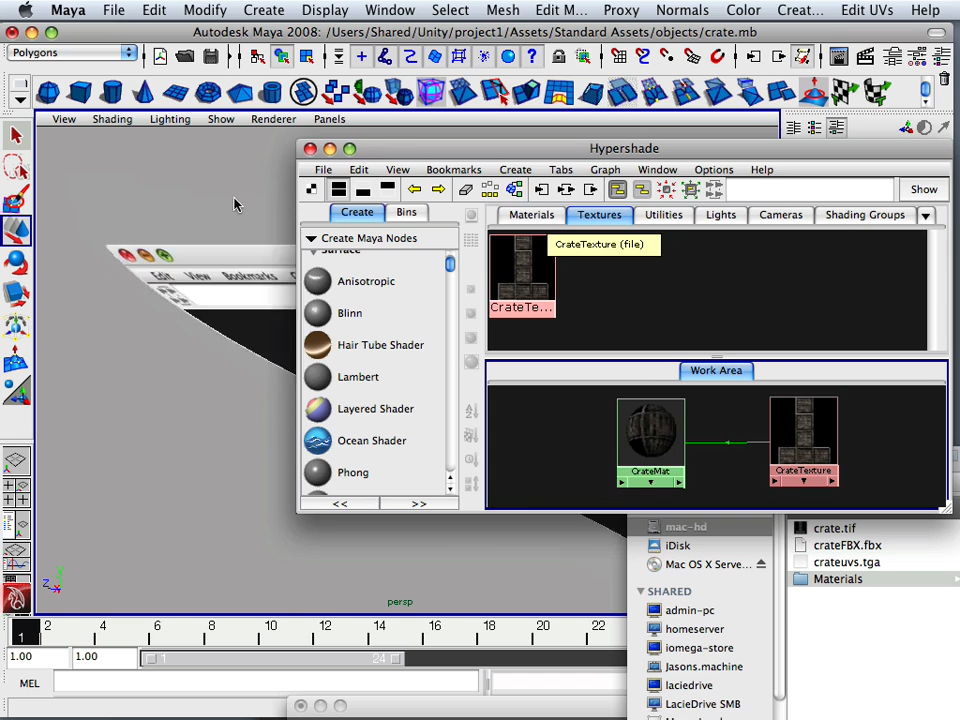 Maya File Edit Modify Create Display Window Select Mesh Edit M... Proxy Normals Color Creat... Edit UVs Help
Autodesk Maya 2008: /Users/Shared/Unity/project1/Assets/Standard Assets/objects/crate.mb
Polygons
View Shading Lighting Show Renderer Panels
Hypershade
File Edit View Bookmarks Create Tabs Graph Window Options Help
Show
Create Bins
Materials Textures Utilities Lights Cameras Shading Groups
Create Maya Nodes
CrateTexture (file)
Surface
Edit View Bookmarks
Anisotropic
CrateTe...
Blinn
Hair Tube Shader
Work Area
Lambert
Layered Shader
Ocean Shader
Phong
CrateMat
CrateTexture
<< >>
mac-hd
crate.tif
iDisk
crateFBX.fbx
Mac OS X Serve...
crateuvs.tga
Materials
SHARED
admin-pc
homeserver
iomega-store
Jasons.machine
laciedrive
LacieDrive SMB
y
z
x
persp
1 2 4 6 8 10 12 14 16 18 20 22
1.00 1.00 1 24
MEL